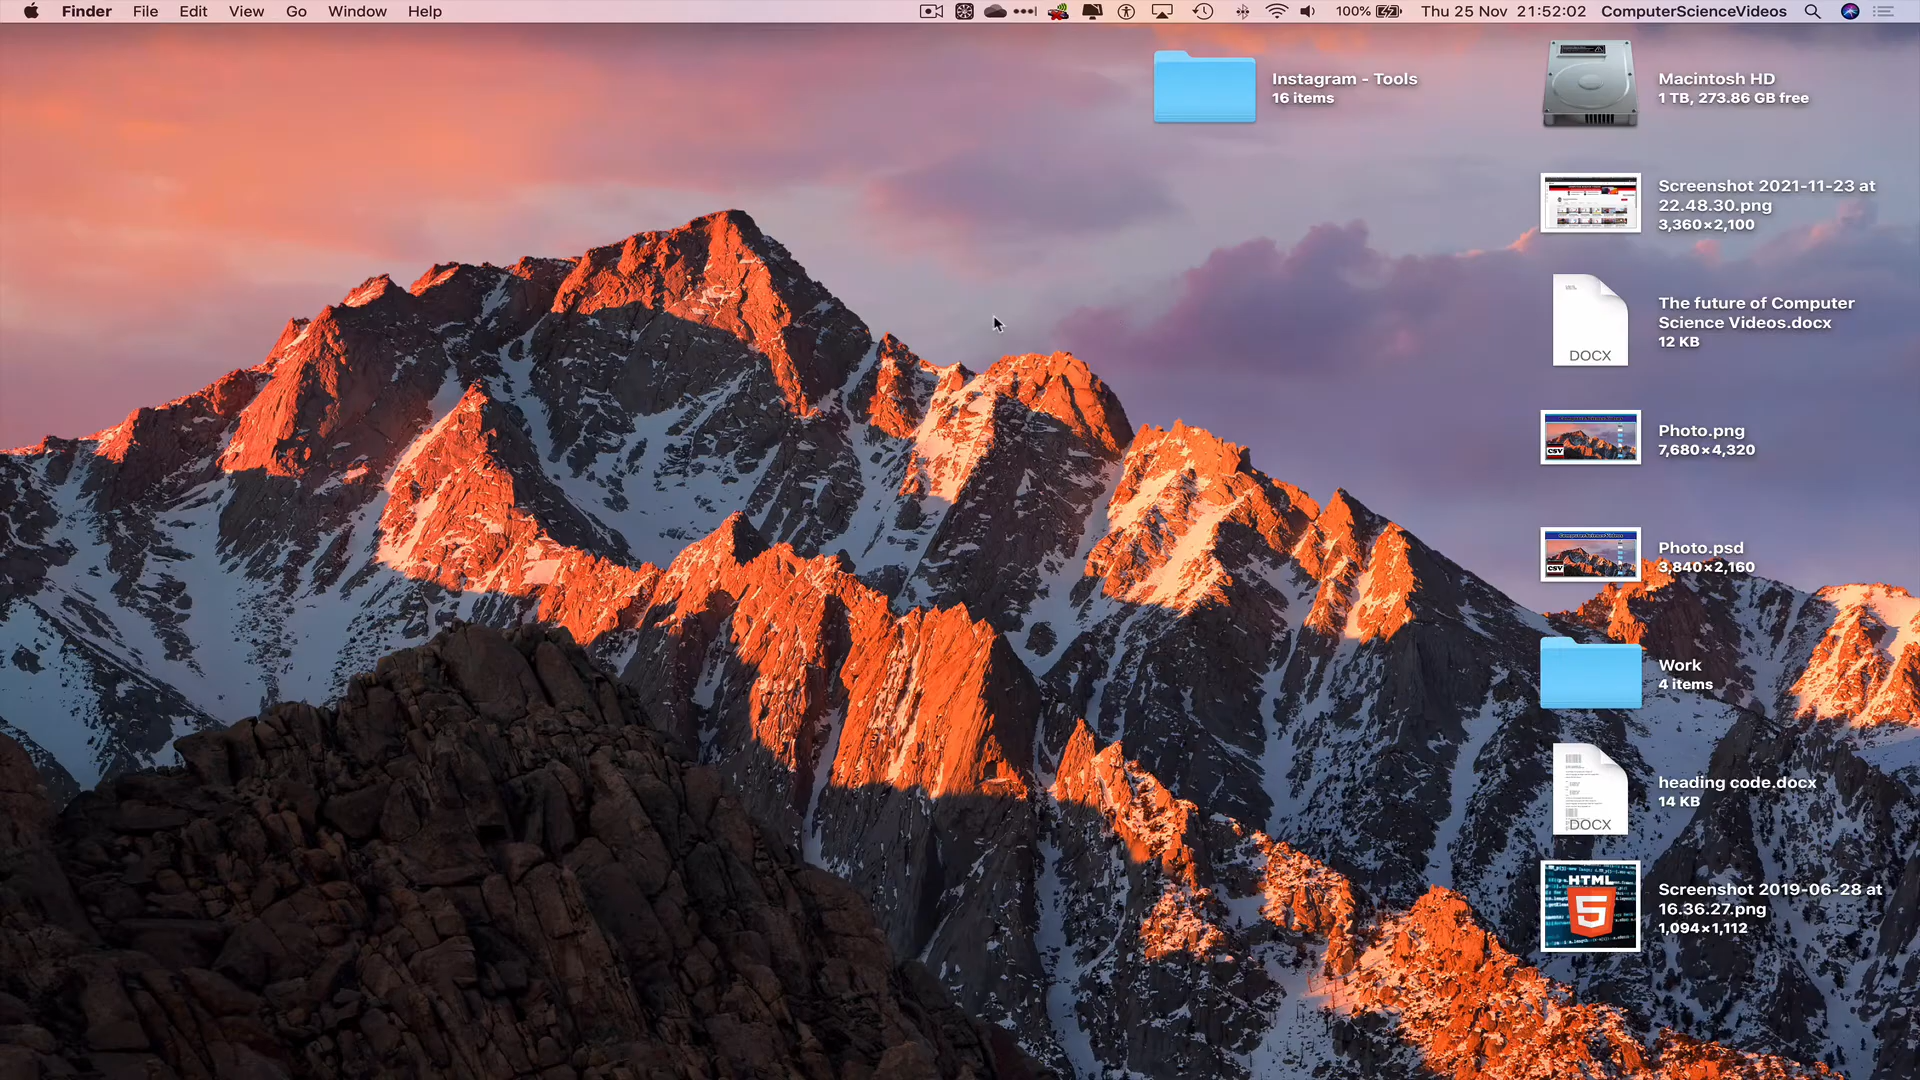 Finder File Edit View Go Window Help 100% Thu 25 Nov 21:52:02 ComputerScienceVideos
Instagram - Tools
16 items
Macintosh HD
1 TB, 273.86 GB free
Screenshot 2021-11-23 at
22.48.30.png
3,360×2,100
The future of Computer
Science Videos.docx
12 KB
DOCX
Photo.png
7,680×4,320
CSV
Photo.psd
3,840×2,160
CSV
Work
4 items
heading code.docx
14 KB
DOCX
Screenshot 2019-06-28 at
16.36.27.png
1,094×1,112
HTML
5